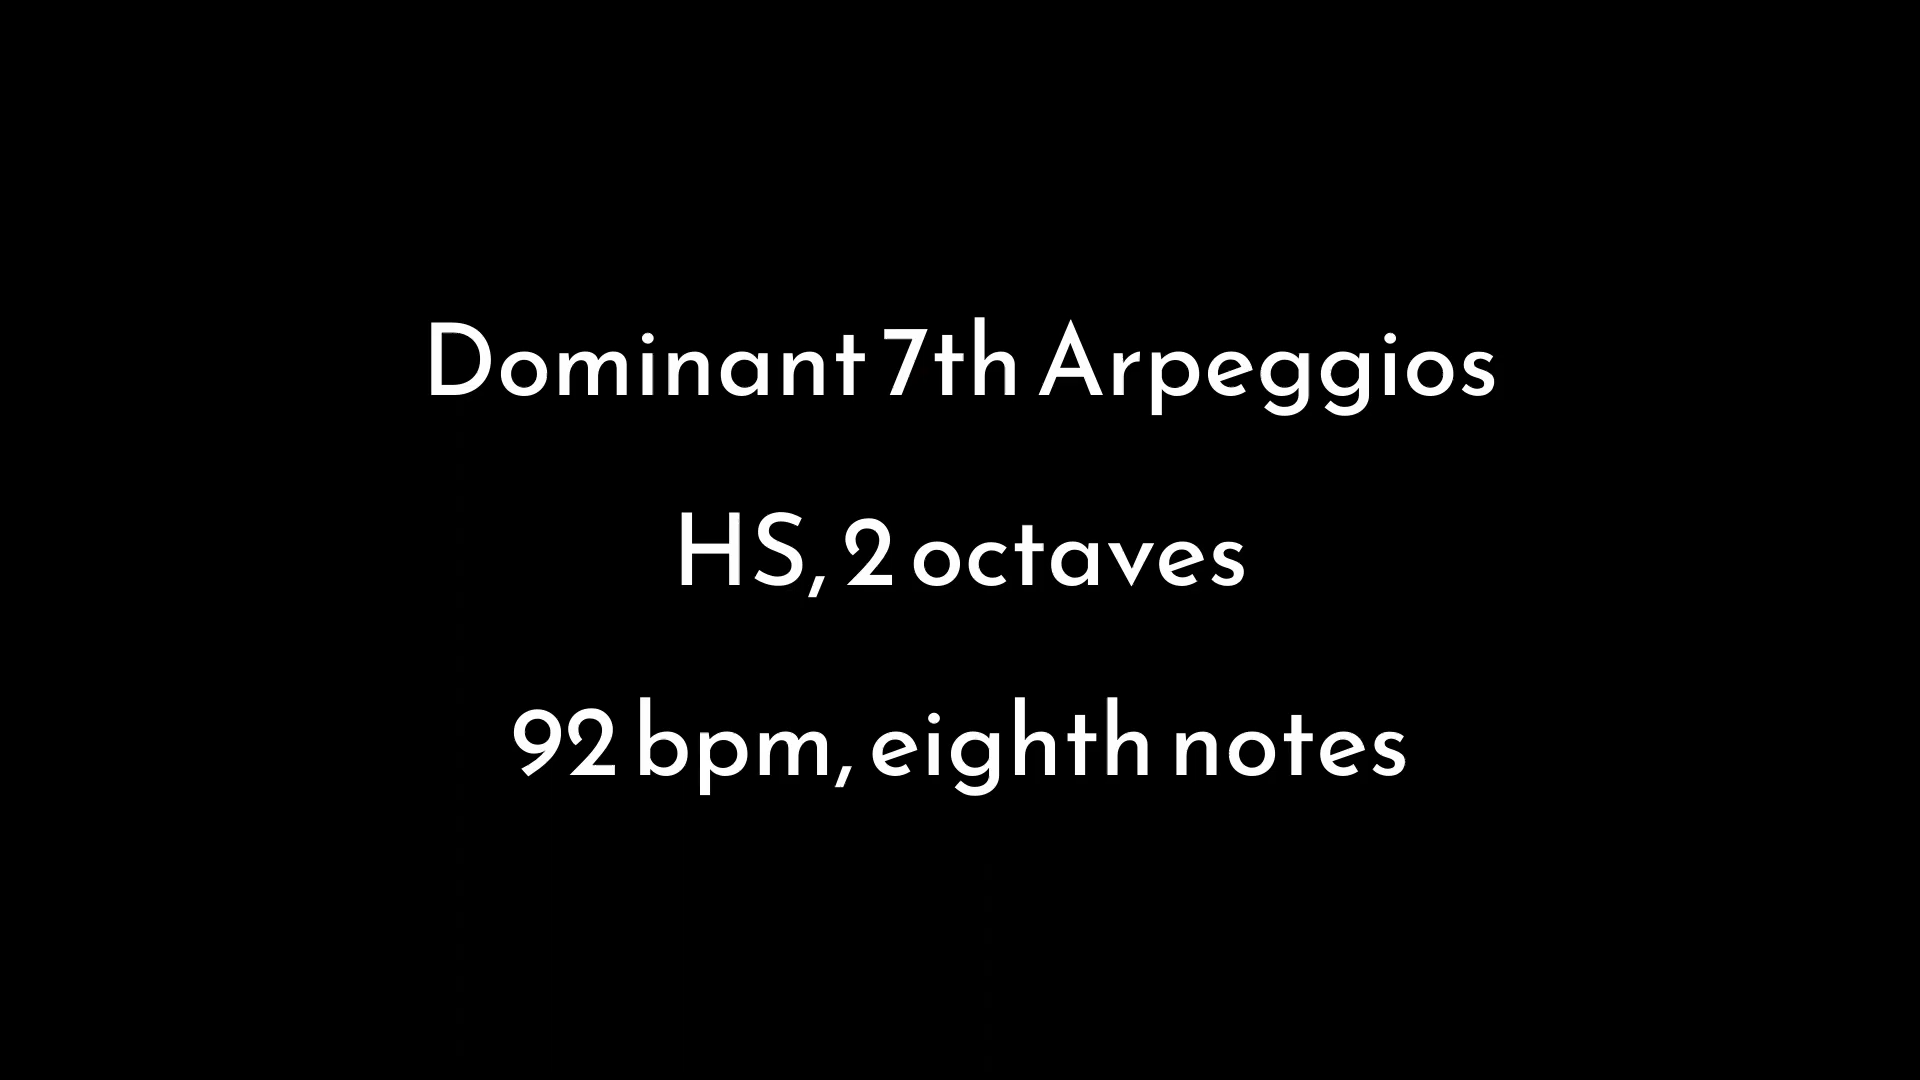 Dominant 7th Arpeggios
HS, 2 octaves
92 bpm, eighth notes